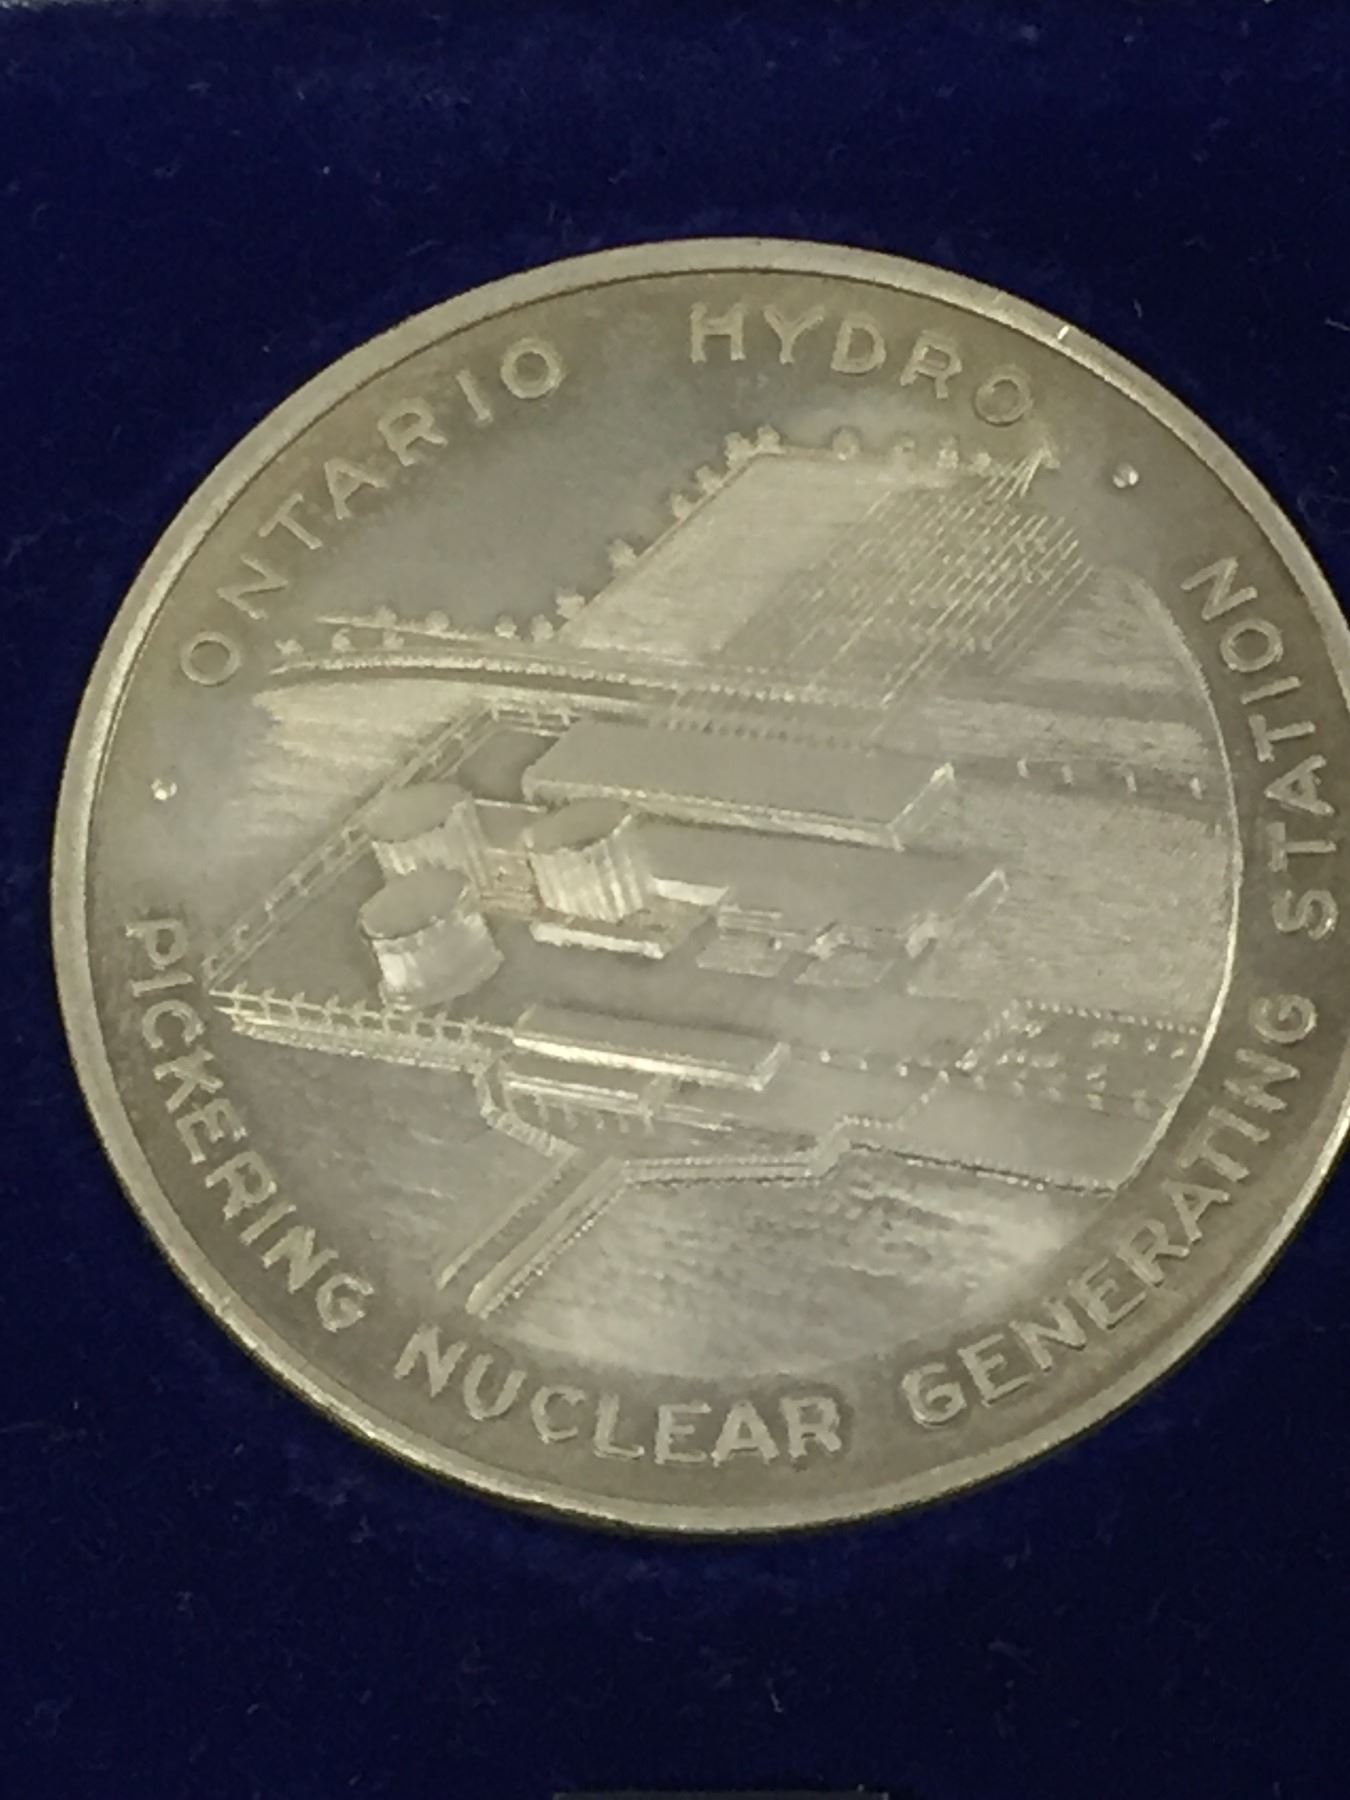 ONTARIO HYDRO
PICKERING NUCLEAR GENERATING STATION